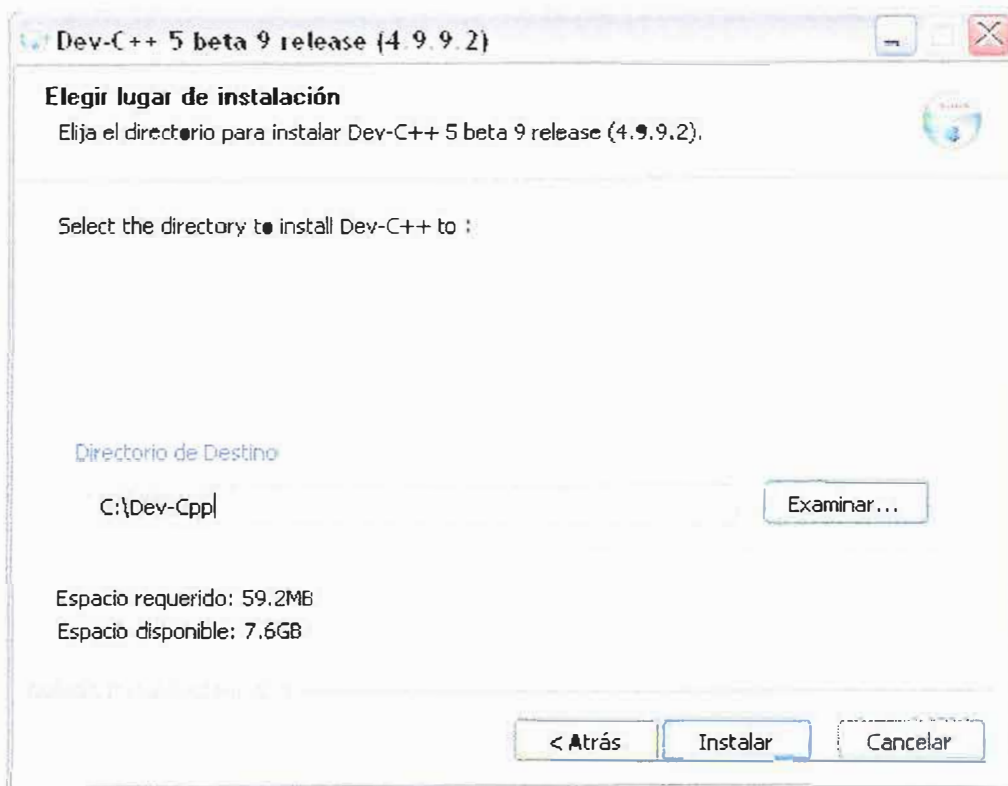 Dev-C++ 5 beta 9 release (4.9.9.2)
Elegir lugar de instalación
Elija el directorio para instalar Dev-C++ 5 beta 9 release (4.9.9.2).
Select the directory to install Dev-C++ to :
Directorio de Destino
C:\Dev-Cpp
Examinar...
Espacio requerido: 59.2MB
Espacio disponible: 7.6GB
< Atrás
Instalar
Cancelar